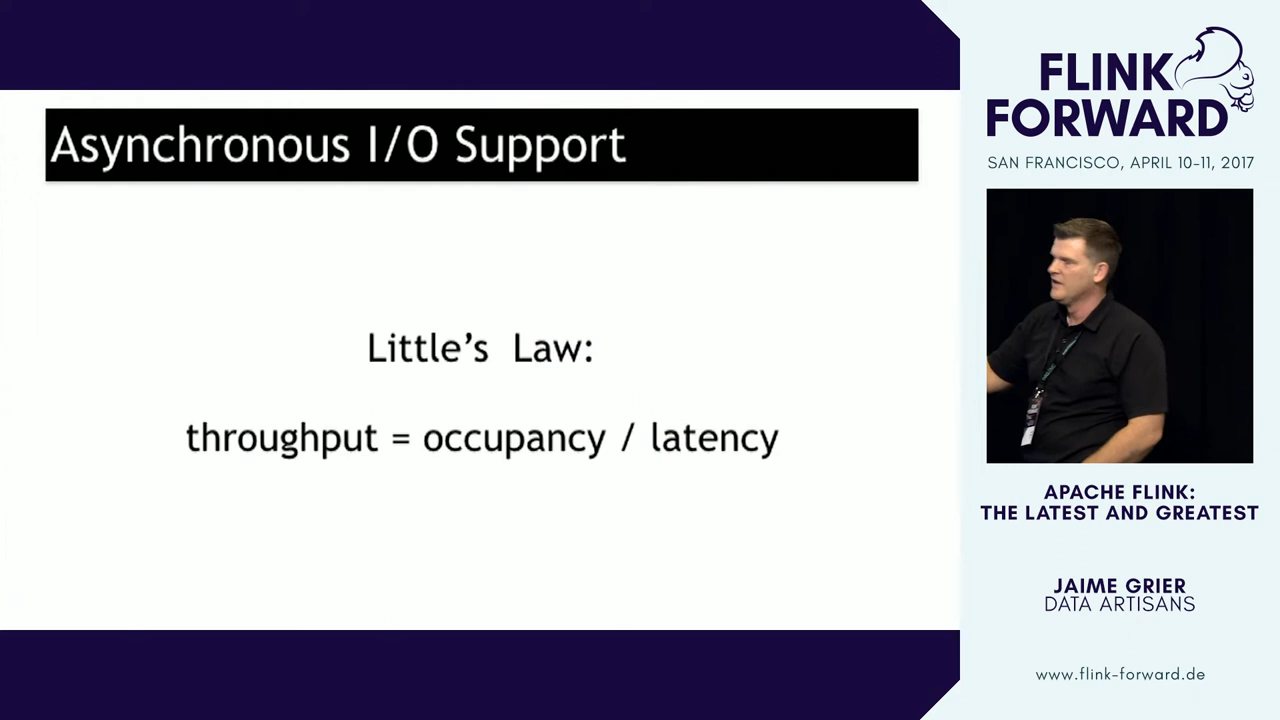 Asynchronous I/O Support
Little's Law:
throughput = occupancy / latency
FLINK
FORWARD
SAN FRANCISCO, APRIL 10-11, 2017
APACHE FLINK:
THE LATEST AND GREATEST
JAIME GRIER
DATA ARTISANS
www.flink-forward.de